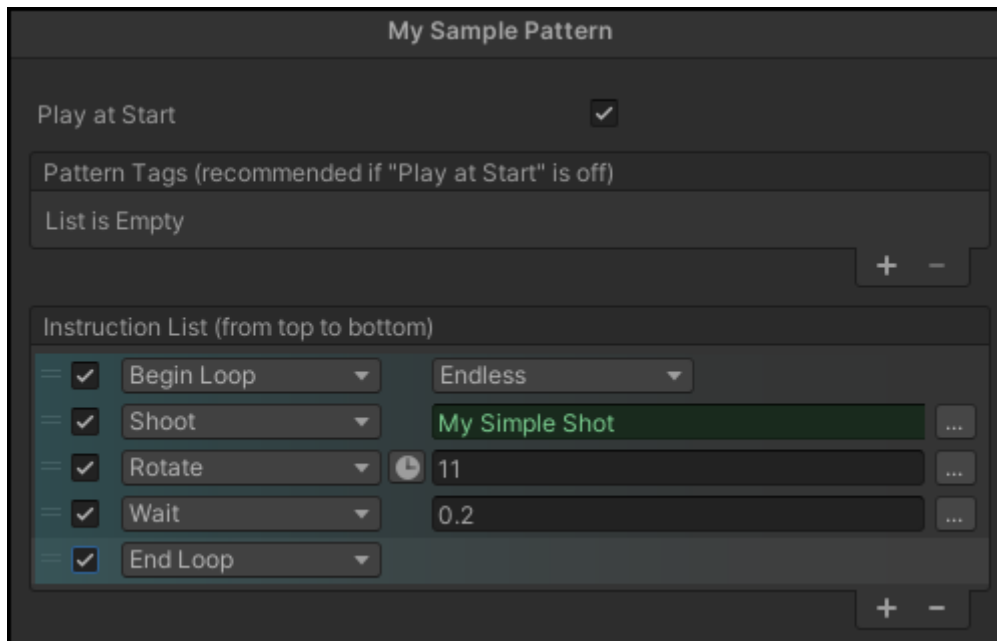 My Sample Pattern
Play at Start
Pattern Tags (recommended if "Play at Start" is off)
List is Empty
+ −
Instruction List (from top to bottom)
Begin Loop Endless
Shoot My Simple Shot ...
Rotate 11 ...
Wait 0.2 ...
End Loop
+ −